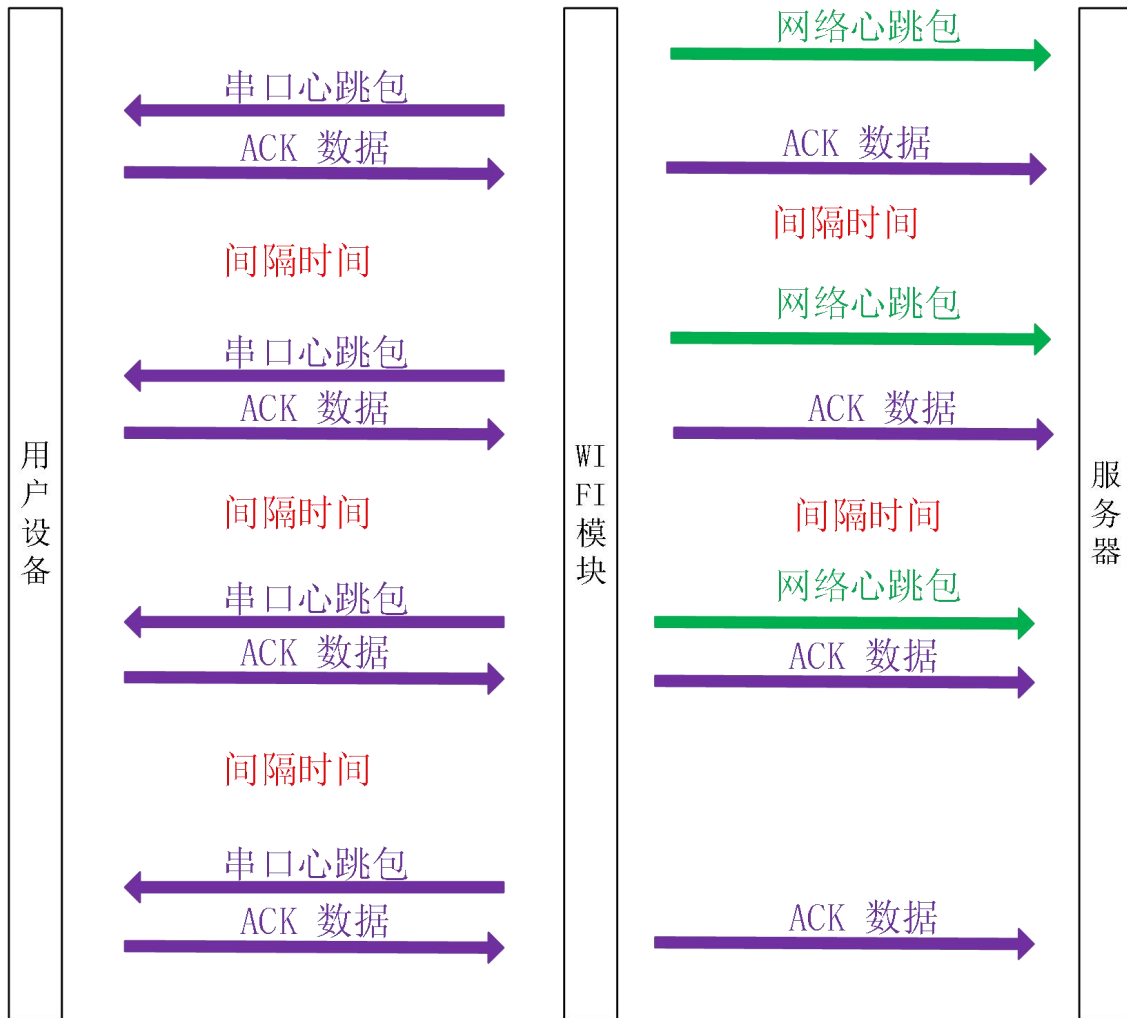 网络心跳包
串口心跳包
ACK 数据
ACK 数据
间隔时间
间隔时间
网络心跳包
串口心跳包
ACK 数据
ACK 数据
用户设备
WIFI模块
服务器
间隔时间
间隔时间
网络心跳包
串口心跳包
ACK 数据
ACK 数据
间隔时间
串口心跳包
ACK 数据
ACK 数据